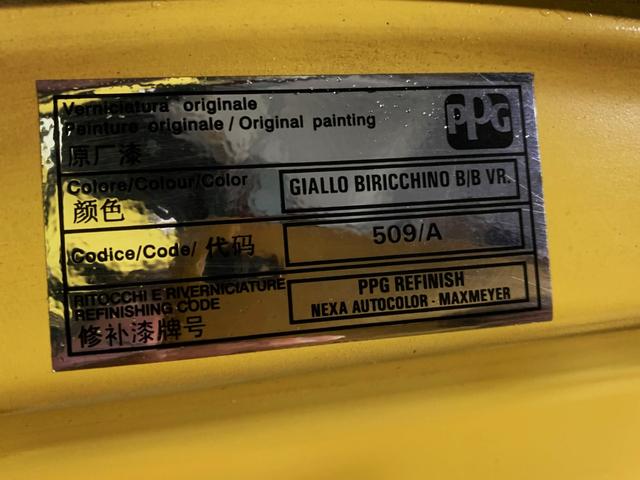 Verniciatura originale
Peinture originale / Original painting
PPG
原厂漆
Colore/Colour/Color
颜色
GIALLO BIRICCHINO B/B VR.
Codice/Code/ 代码
509/A
RITOCCHI E RIVERNICIATURE
REFINISHING CODE
修补漆牌号
PPG REFINISH
NEXA AUTOCOLOR - MAXMEYER